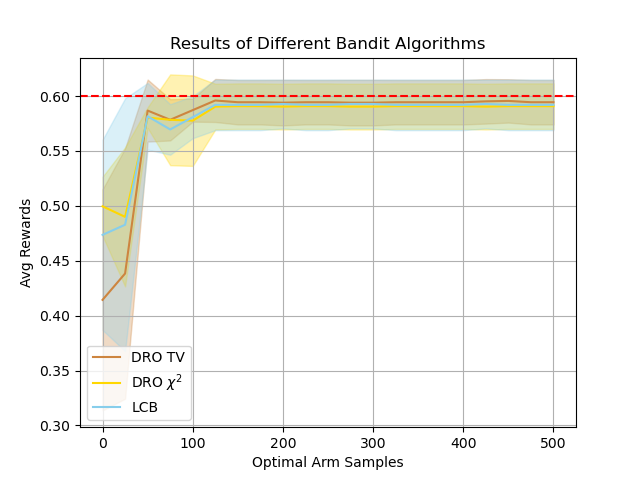 Results of Different Bandit Algorithms
Avg Rewards
0.60
0.55
0.50
0.45
0.40
0.35
0.30
DRO TV
DRO χ²
LCB
0 100 200 300 400 500
Optimal Arm Samples